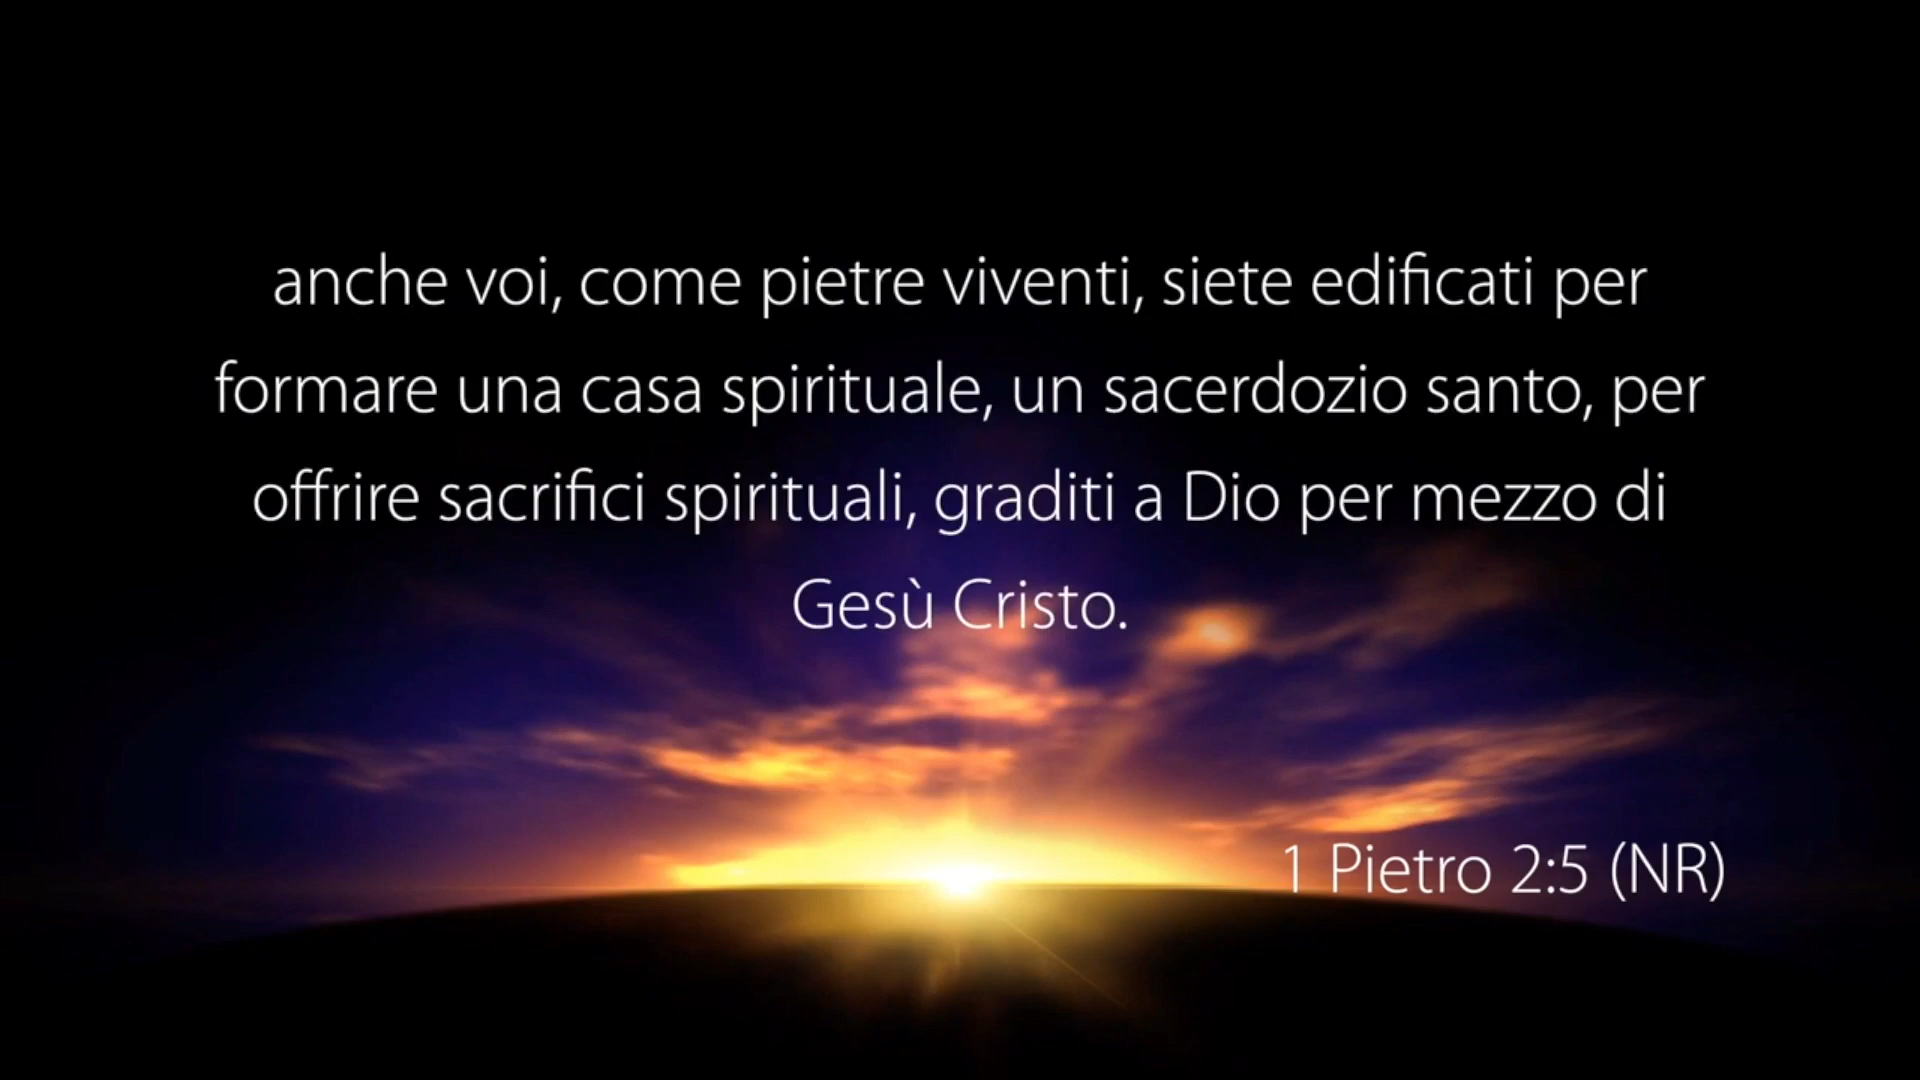 anche voi, come pietre viventi, siete edificati per
formare una casa spirituale, un sacerdozio santo, per
offrire sacrifici spirituali, graditi a Dio per mezzo di
Gesù Cristo.
1 Pietro 2:5 (NR)